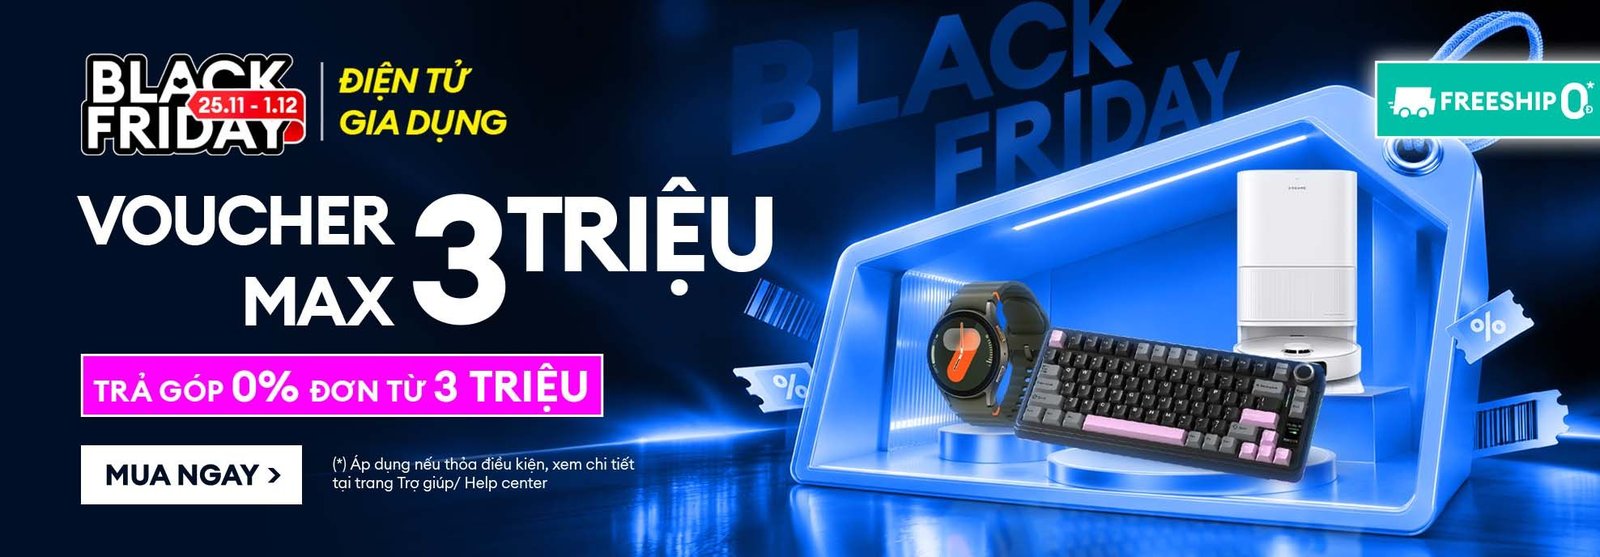 BLACK
FRIDAY
25.11 - 1.12
ĐIỆN TỬ
GIA DỤNG
VOUCHER
MAX
3 TRIỆU
TRẢ GÓP 0% ĐƠN TỪ 3 TRIỆU
MUA NGAY >
(*) Áp dụng nếu thỏa điều kiện, xem chi tiết
tại trang Trợ giúp/ Help center
BLACK
FRIDAY
FREESHIP 0Đ*
%
%